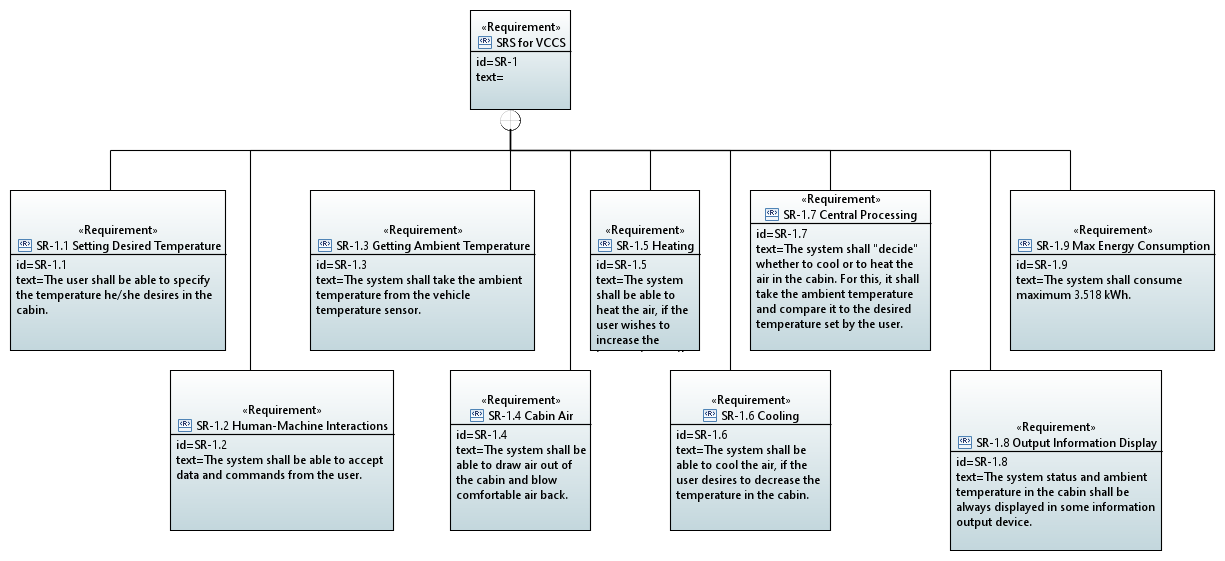 «Requirement»
SRS for VCCS
id=SR-1
text=
«Requirement»
SR-1.1 Setting Desired Temperature
id=SR-1.1
text=The user shall be able to specify
the temperature he/she desires in the
cabin.
«Requirement»
SR-1.3 Getting Ambient Temperature
id=SR-1.3
text=The system shall take the ambient
temperature from the vehicle
temperature sensor.
«Requirement»
SR-1.5 Heating
id=SR-1.5
text=The system
shall be able to
heat the air, if the
user wishes to
increase the
«Requirement»
SR-1.7 Central Processing
id=SR-1.7
text=The system shall "decide"
whether to cool or to heat the
air in the cabin. For this, it shall
take the ambient temperature
and compare it to the desired
temperature set by the user.
«Requirement»
SR-1.9 Max Energy Consumption
id=SR-1.9
text=The system shall consume
maximum 3.518 kWh.
«Requirement»
SR-1.2 Human-Machine Interactions
id=SR-1.2
text=The system shall be able to accept
data and commands from the user.
«Requirement»
SR-1.4 Cabin Air
id=SR-1.4
text=The system shall be
able to draw air out of
the cabin and blow
comfortable air back.
«Requirement»
SR-1.6 Cooling
id=SR-1.6
text=The system shall be
able to cool the air, if the
user desires to decrease the
temperature in the cabin.
«Requirement»
SR-1.8 Output Information Display
id=SR-1.8
text=The system status and ambient
temperature in the cabin shall be
always displayed in some information
output device.